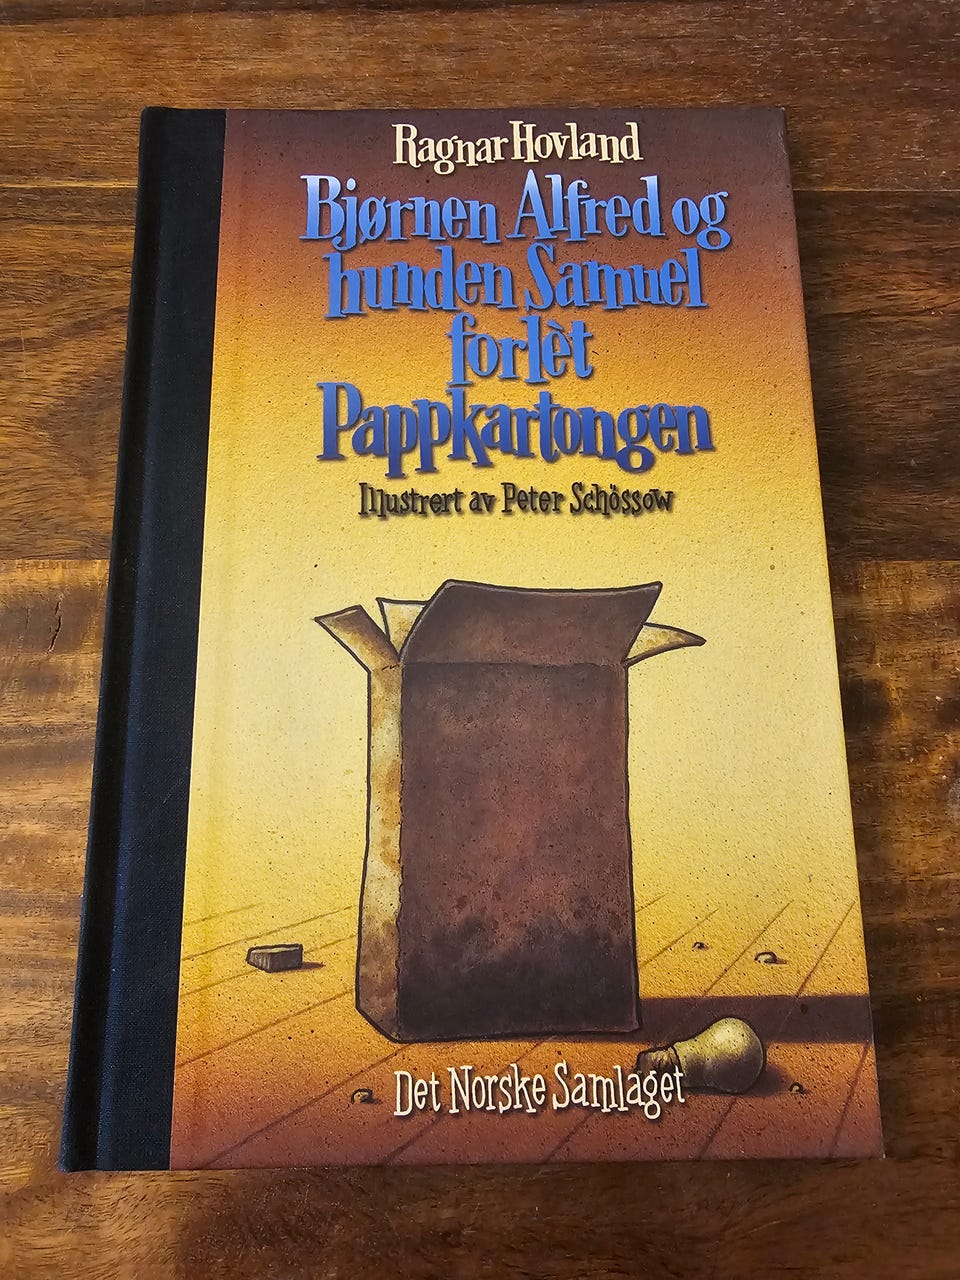 Ragnar Hovland
Bjørnen Alfred og
hunden Samuel
forlèt
Pappkartongen
Illustrert av Peter Schössow
Det Norske Samlaget